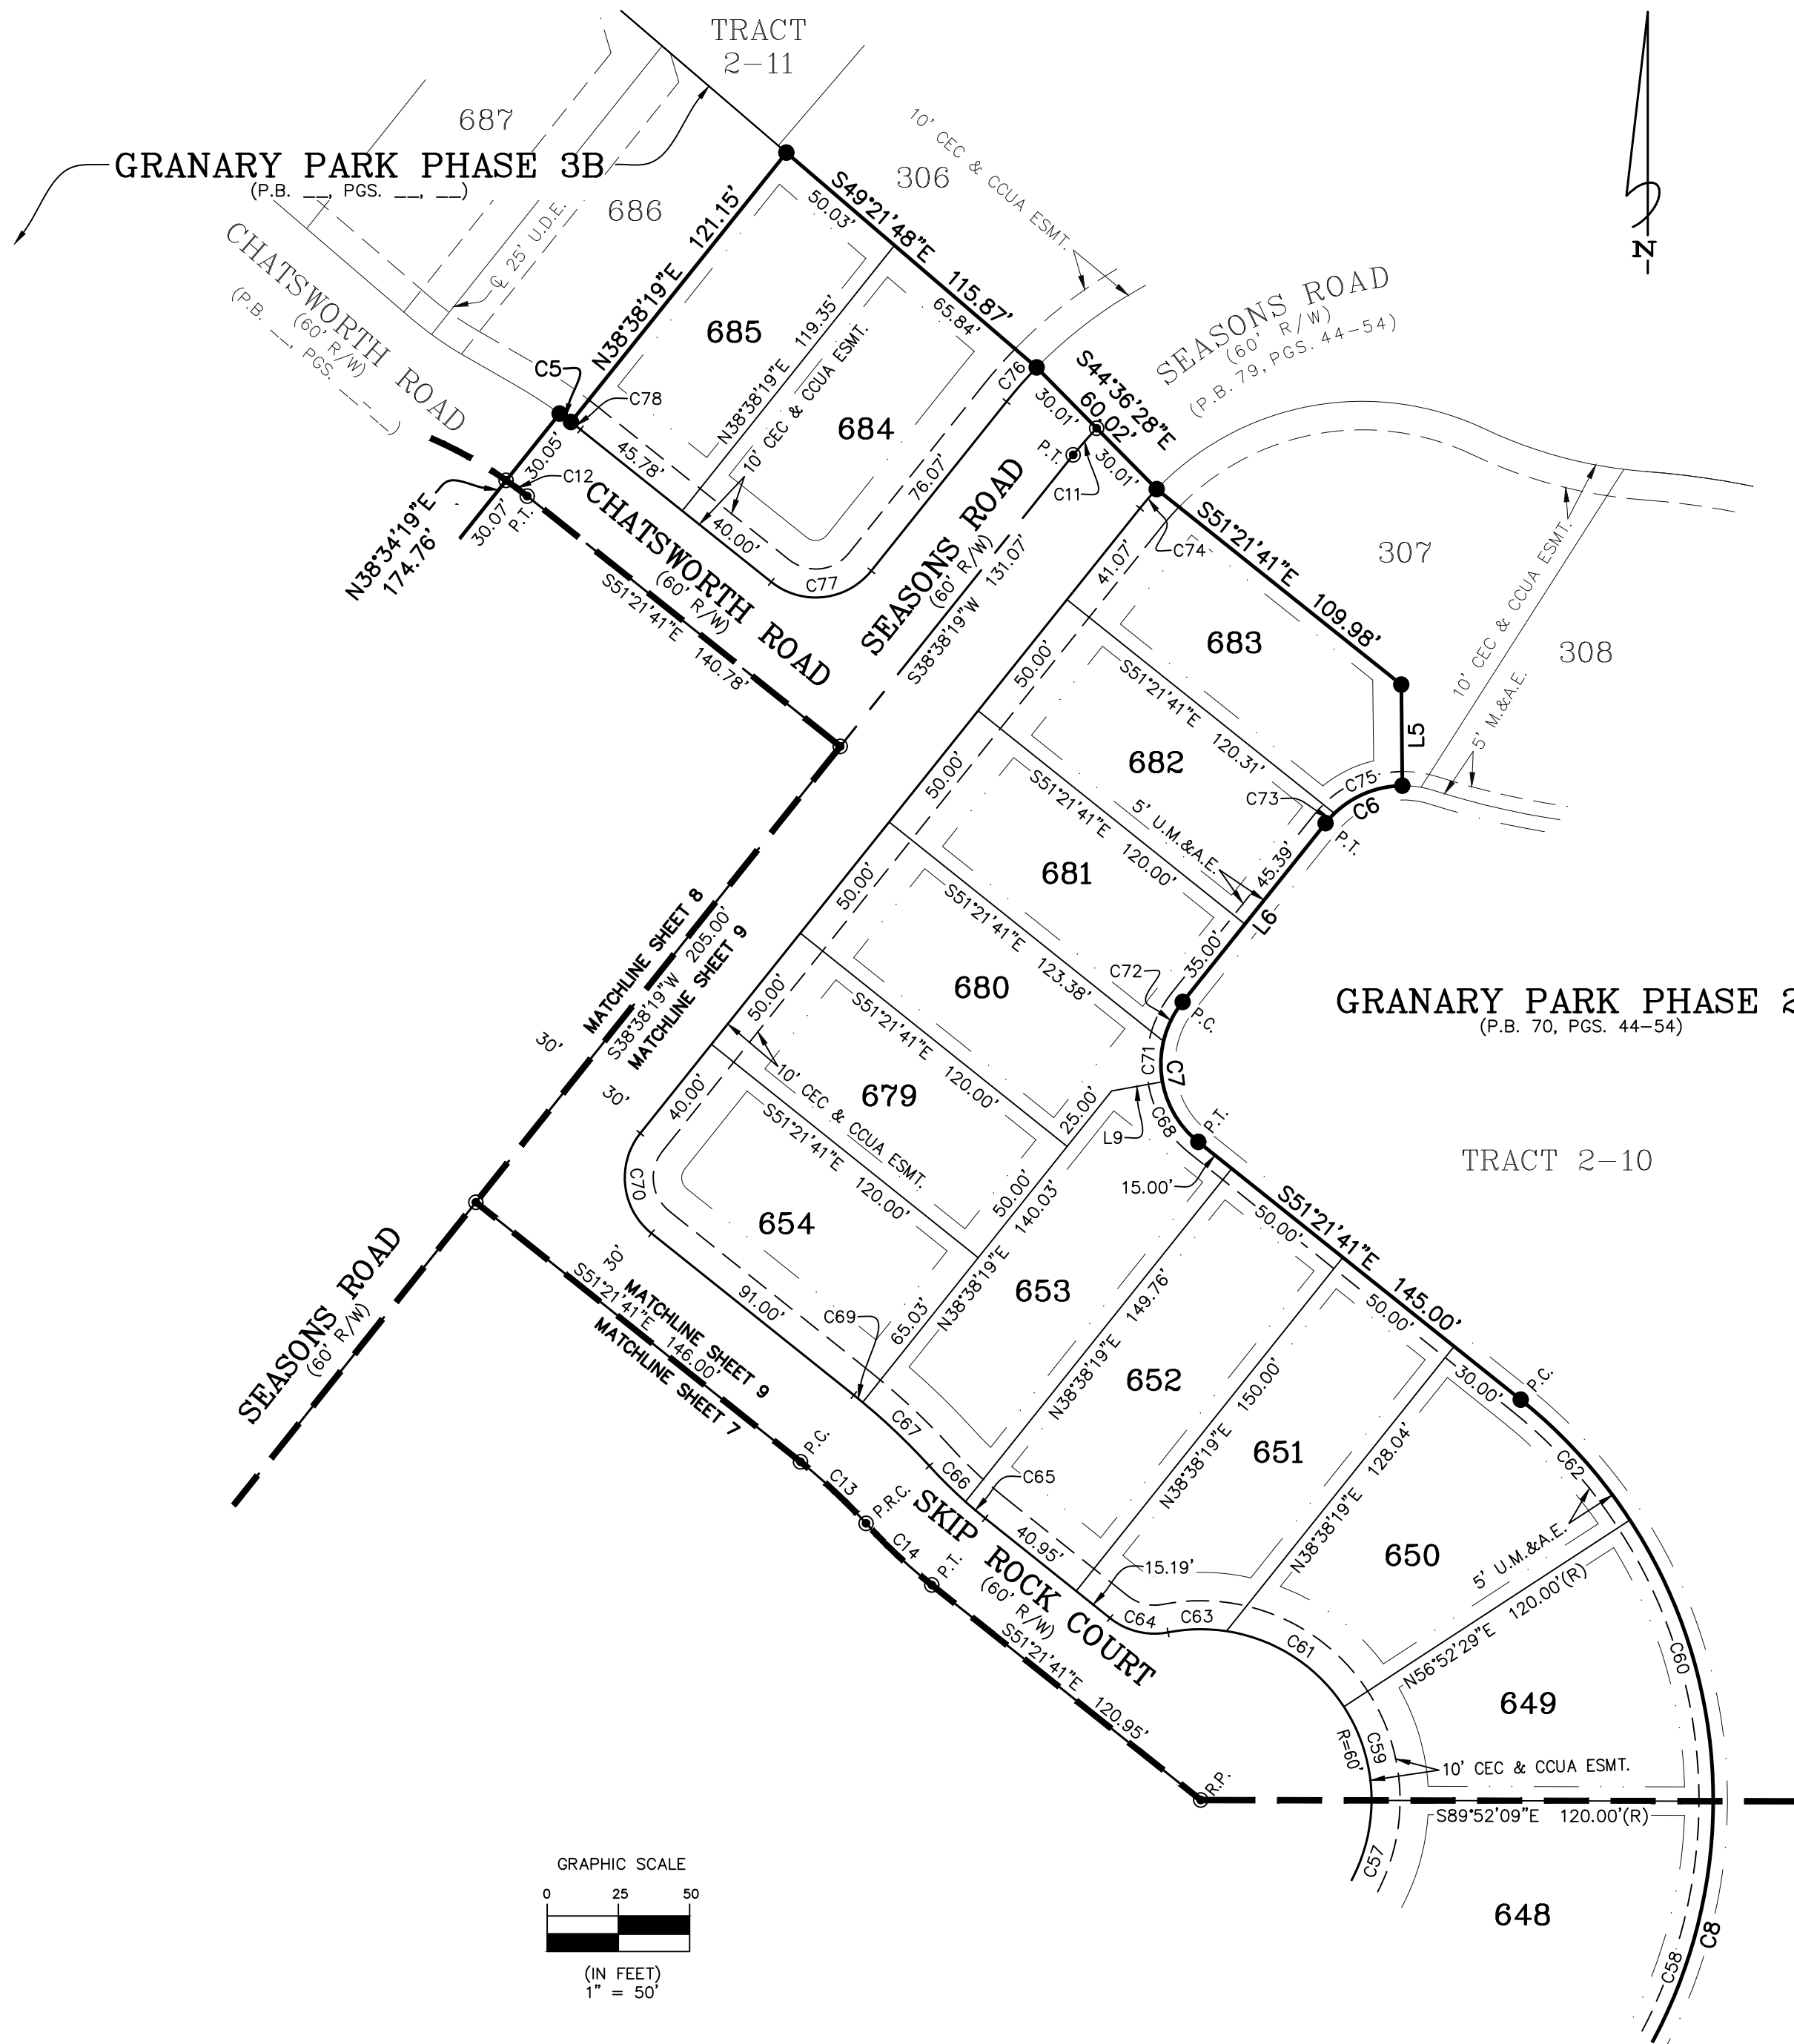 TRACT
2-11
687
GRANARY PARK PHASE 3B
(P.B. __, PGS. __, __)
686
306
10' CEC & CCUA ESMT.
℄ 25' U.D.E.
CHATSWORTH ROAD
(60' R/W)
(P.B. __, PGS. __, __)
N38°38'19"E 121.15'
S49°21'48"E 115.87'
50.03'
65.84'
685
N38°38'19"E 119.35'
10' CEC & CCUA ESMT.
684
C5
C78
45.78'
40.00'
C77
76.07'
C76
30.01'
S44°36'28"E
60.02'
30.01'
P.T.
C11
SEASONS ROAD
(60' R/W)
(P.B. 79, PGS. 44-54)
N
30.05'
C12
P.T.
30.07'
N38°34'19"E
174.76'
CHATSWORTH ROAD
(60' R/W)
S51°21'41"E 140.78'
SEASONS ROAD
(60' R/W)
S38°38'19"W 131.07'
C74
S51°21'41"E 109.98'
307
308
10' CEC & CCUA ESMT.
5' M.&A.E.
L5
41.07'
683
50.00'
S51°21'41"E 120.31'
682
C75
C73
C6
P.T.
50.00'
S51°21'41"E 120.00'
5' U.M.&A.E.
45.39'
L6
681
50.00'
S51°21'41"E 123.38'
35.00'
C72
P.C.
680
50.00'
S51°21'41"E 120.00'
C71
C7
C68
L9
25.00'
P.T.
679
10' CEC & CCUA ESMT.
40.00'
S51°21'41"E 120.00'
50.00'
GRANARY PARK PHASE 2
(P.B. 70, PGS. 44-54)
TRACT 2-10
MATCHLINE SHEET 8
S38°38'19"W 205.00'
MATCHLINE SHEET 9
30'
30'
C70
654
15.00'
S51°21'41"E 145.00'
50.00'
50.00'
30.00'
P.C.
SEASONS ROAD
(60' R/W)
30'
91.00'
C69
65.03'
N38°38'19"E 140.03'
653
N38°38'19"E 149.76'
652
N38°38'19"E 150.00'
651
N38°38'19"E 128.04'
650
S51°21'41"E 146.00'
MATCHLINE SHEET 9
MATCHLINE SHEET 7
P.C.
C13
P.R.C.
C14
P.T.
C67
C66
C65
40.95'
15.19'
SKIP ROCK COURT
(60' R/W)
S51°21'41"E 120.95'
C64
C63
C61
C62
5' U.M.&A.E.
N56°52'29"E 120.00'(R)
C60
649
R=60'
C59
10' CEC & CCUA ESMT.
R.P.
S89°52'09"E 120.00'(R)
C57
648
C8
C58
GRAPHIC SCALE
0 25 50
(IN FEET)
1" = 50'